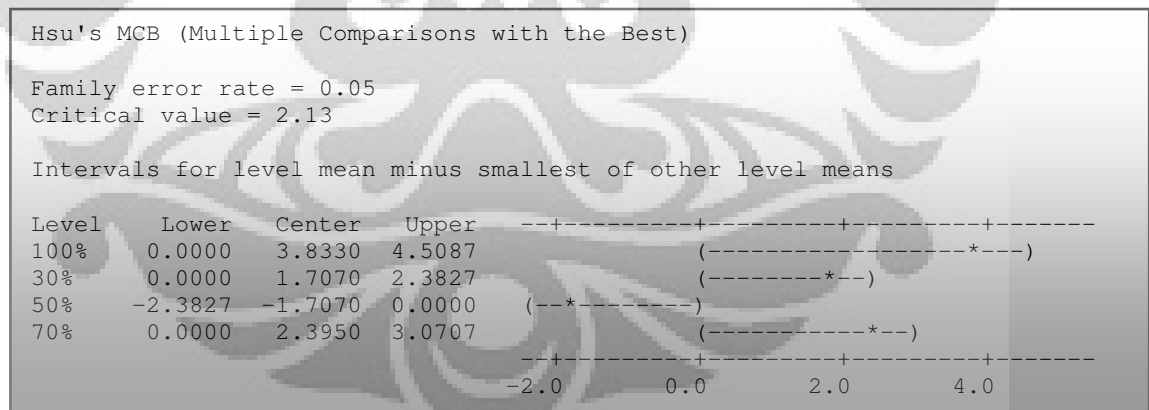 Hsu's MCB (Multiple Comparisons with the Best)
Family error rate = 0.05
Critical value = 2.13
Intervals for level mean minus smallest of other level means
Level     Lower   Center   Upper   --+---------+---------+---------+-------
100%     0.0000   3.8330  4.5087               (------------------*---)
30%      0.0000   1.7070  2.3827               (--------*--)
50%     -2.3827  -1.7070  0.0000   (--*--------)
70%      0.0000   2.3950  3.0707               (-----------*--)
--+---------+---------+---------+-------
-2.0       0.0       2.0       4.0